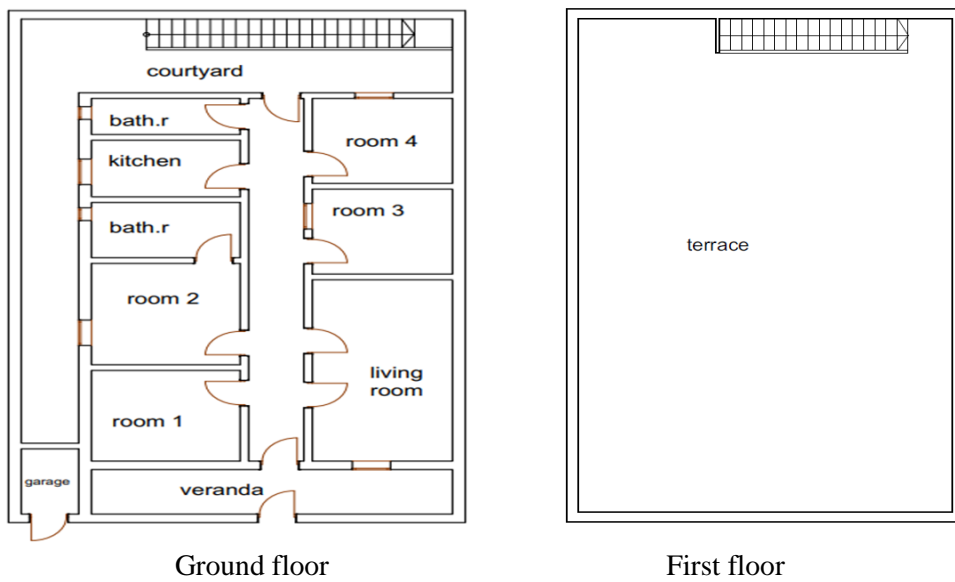 courtyard
bath.r
kitchen
bath.r
room 2
room 1
garage
veranda
room 4
room 3
living
room
terrace
Ground floor
First floor